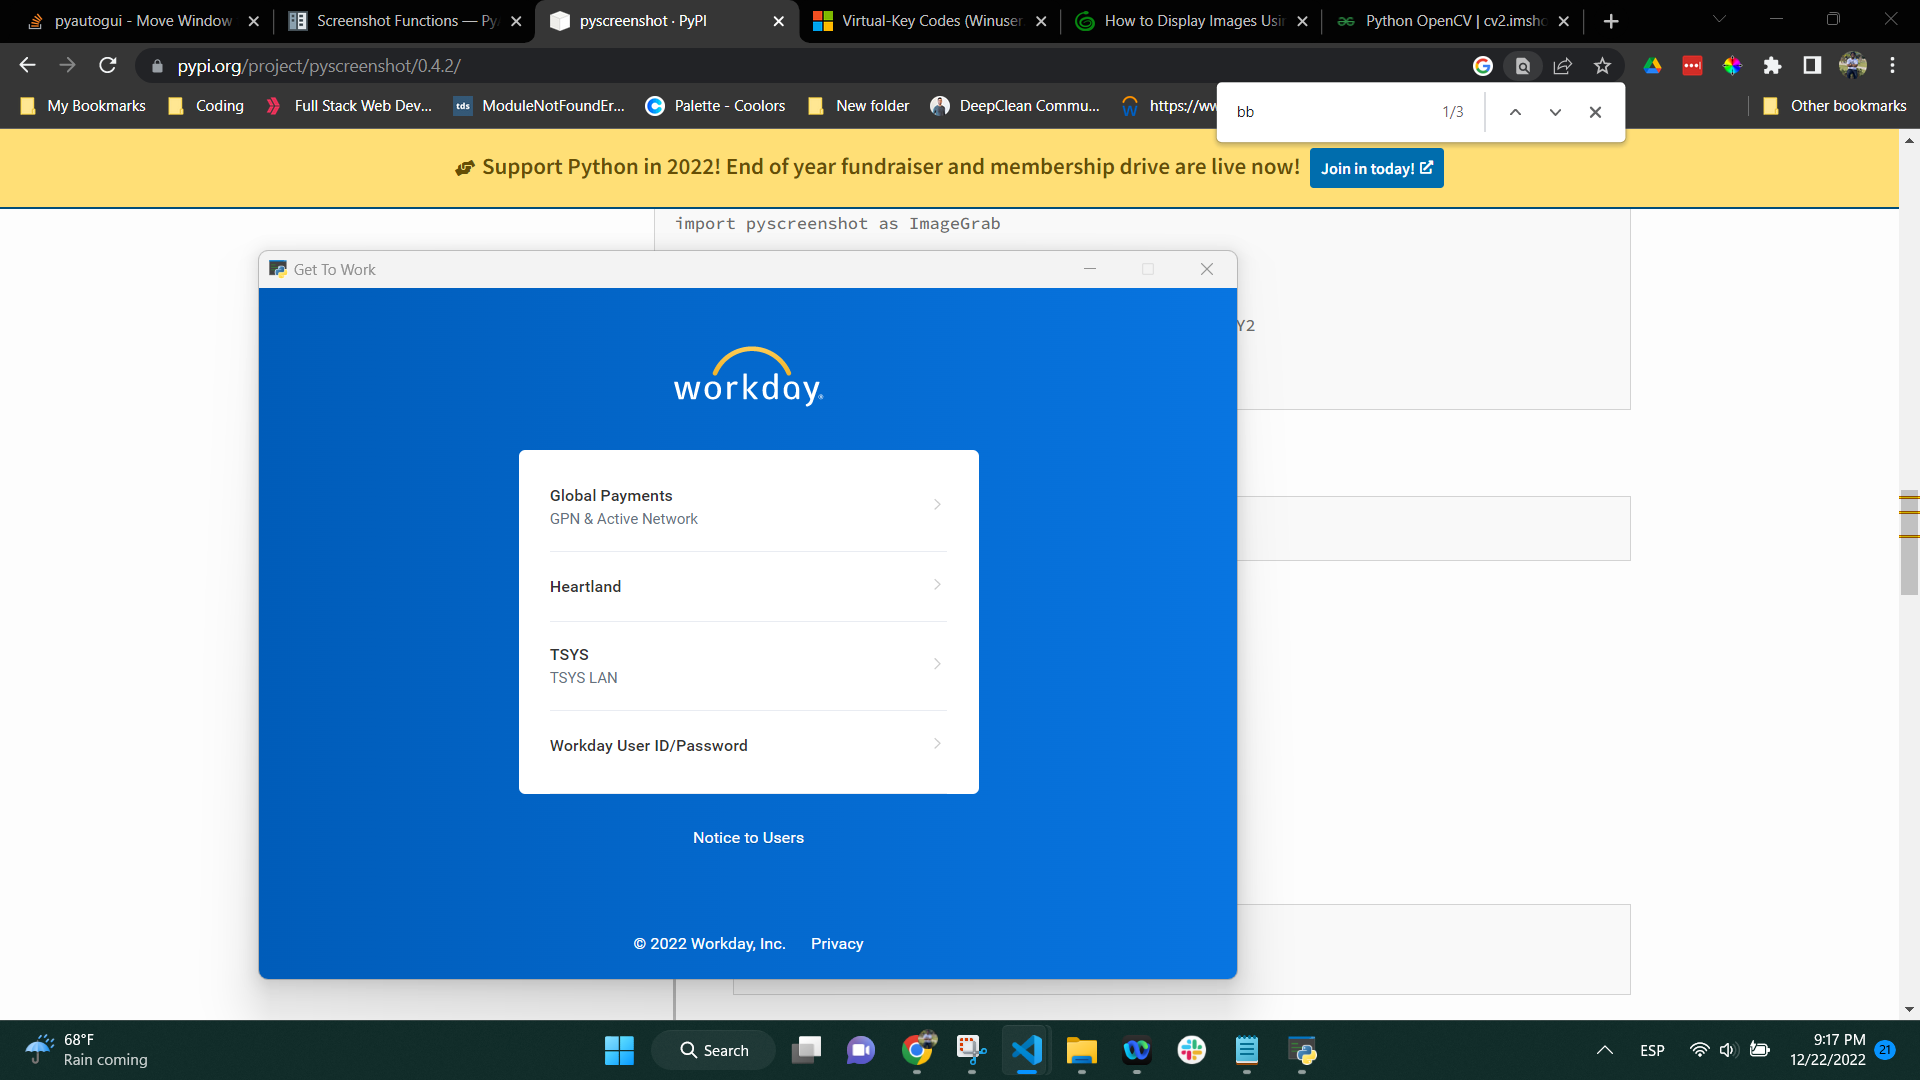 pyautogui - Move Window
Screenshot Functions — Py
pyscreenshot · PyPI
Virtual-Key Codes (Winuser.
How to Display Images Usi
Python OpenCV | cv2.imsh
pypi.org/project/pyscreenshot/0.4.2/
My Bookmarks
Coding
Full Stack Web Dev...
tds
ModuleNotFoundEr...
Palette - Coolors
New folder
DeepClean Commu...
https://ww
Other bookmarks
bb
1/3
Support Python in 2022! End of year fundraiser and membership drive are live now!
Join in today!
import pyscreenshot as ImageGrab
Y2
Get To Work
workday
Global Payments
GPN & Active Network
Heartland
TSYS
TSYS LAN
Workday User ID/Password
Notice to Users
© 2022 Workday, Inc.
Privacy
68°F
Rain coming
Search
ESP
9:17 PM
12/22/2022
21